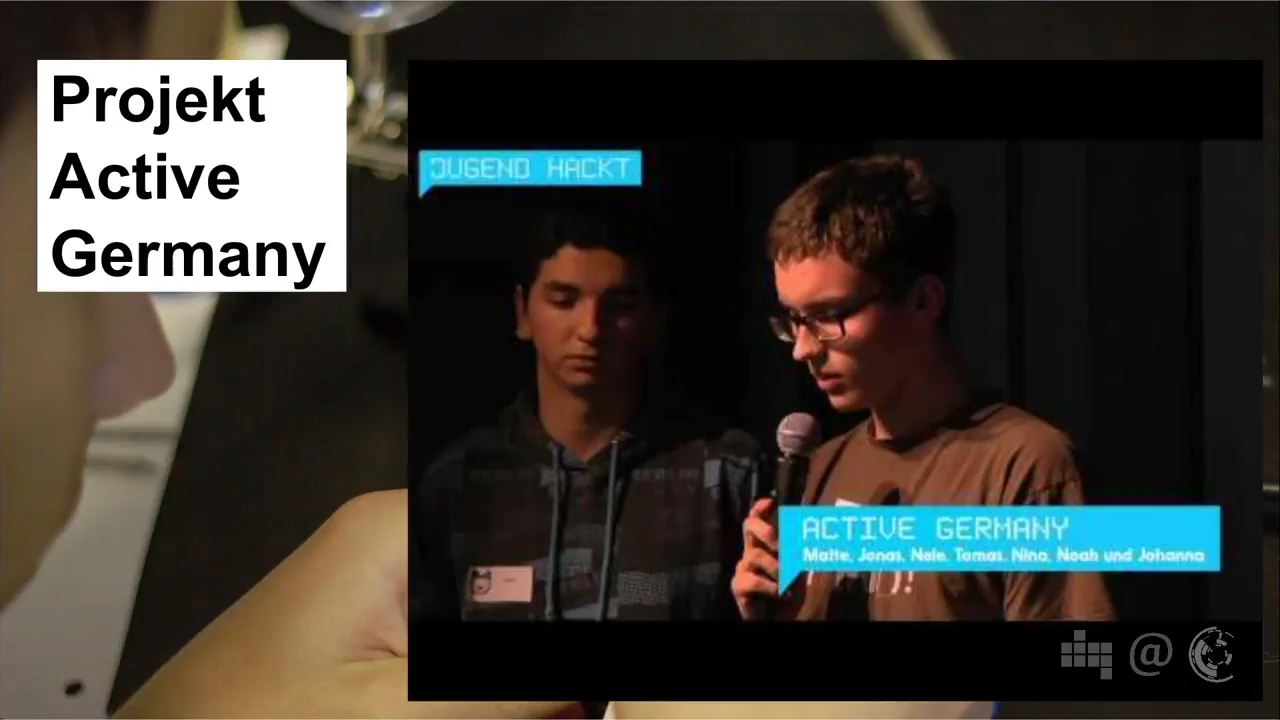 Projekt
Active
Germany
JUGEND HACKT
ACTIVE GERMANY
Malte, Jonas, Nele, Tomas, Nina, Noah und Johanna
@